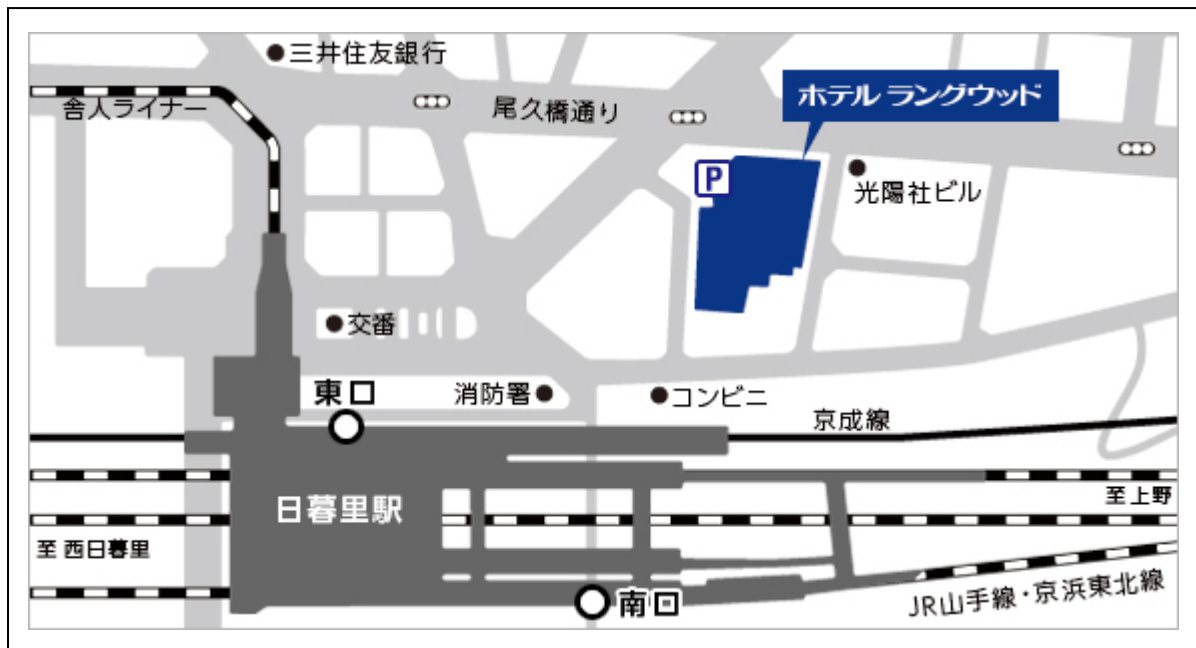 三井住友銀行
舎人ライナー
尾久橋通り
ホテル ラングウッド
P
光陽社ビル
交番
東口
消防署
コンビニ
京成線
日暮里駅
至 上野
至 西日暮里
南口
JR山手線・京浜東北線